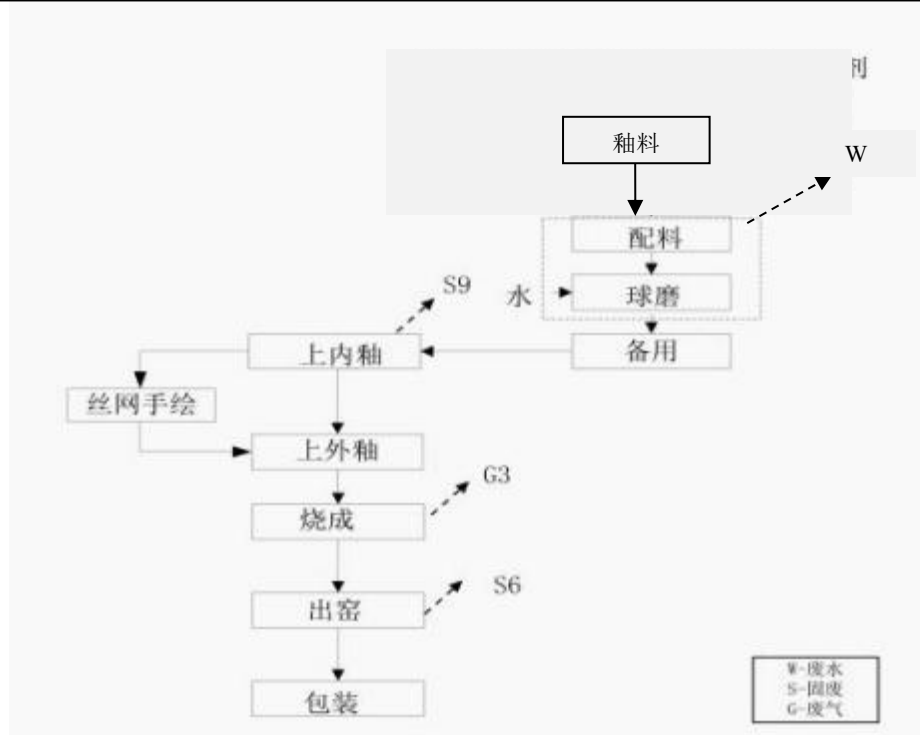 剂
釉料
W
配料
S9
水
球磨
上内釉
备用
丝网手绘
上外釉
G3
烧成
S6
出窑
包装
W-废水
S-固废
G-废气